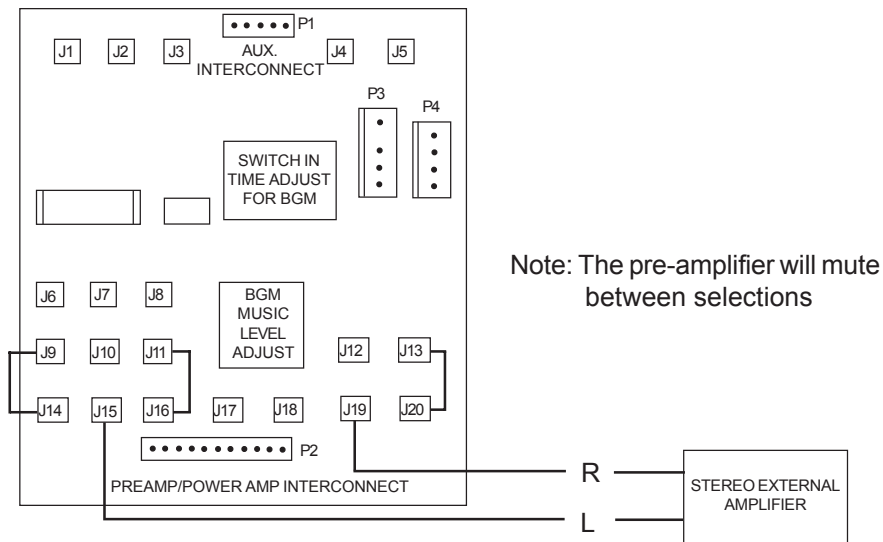 P1
J1 J2 J3 AUX. J4 J5
INTERCONNECT
P3 P4
SWITCH IN
TIME ADJUST
FOR BGM
Note: The pre-amplifier will mute
between selections
J6 J7 J8
BGM
MUSIC
LEVEL
ADJUST
J9 J10 J11 J12 J13
J14 J15 J16 J17 J18 J19 J20
P2
PREAMP/POWER AMP INTERCONNECT
R
L
STEREO EXTERNAL
AMPLIFIER